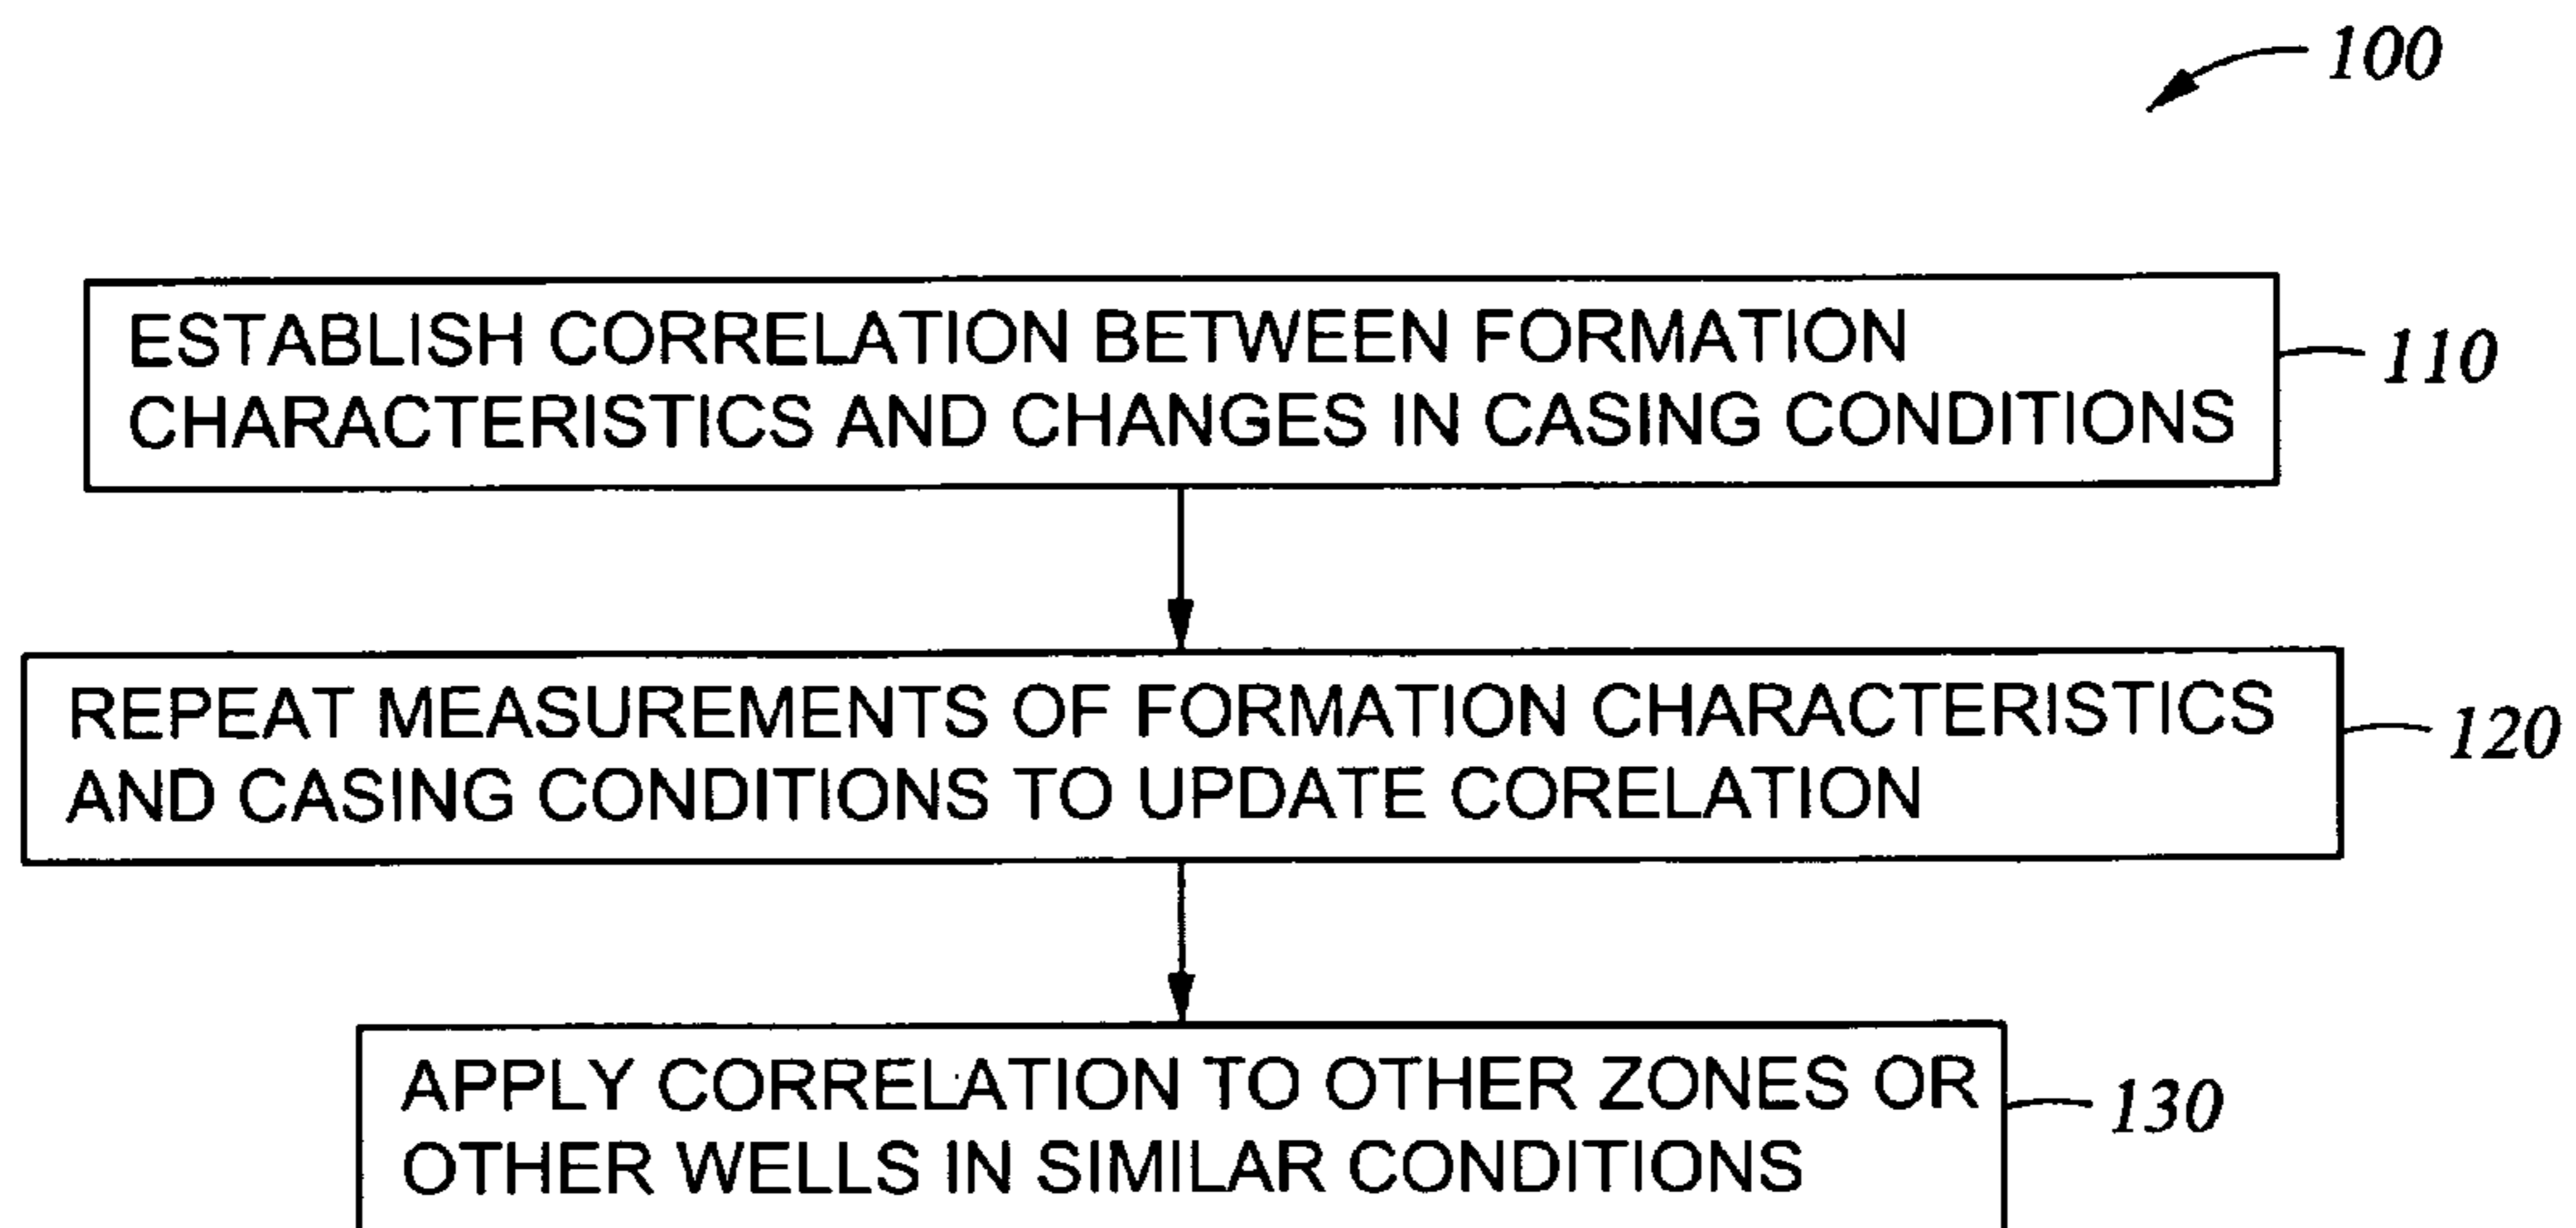 100
ESTABLISH CORRELATION BETWEEN FORMATION
CHARACTERISTICS AND CHANGES IN CASING CONDITIONS
110
REPEAT MEASUREMENTS OF FORMATION CHARACTERISTICS
AND CASING CONDITIONS TO UPDATE CORELATION
120
APPLY CORRELATION TO OTHER ZONES OR
OTHER WELLS IN SIMILAR CONDITIONS
130